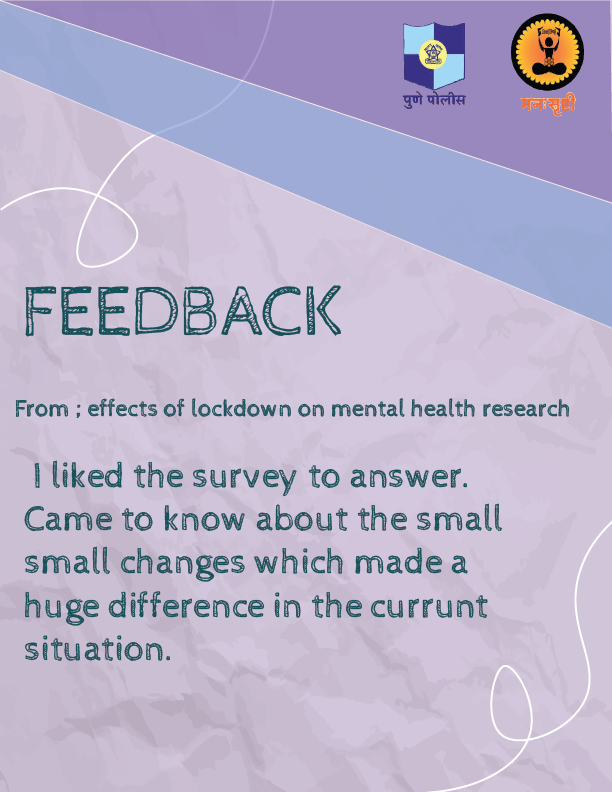 पुणे पोलीस
मनःसृष्टी
FEEDBACK
From ; effects of lockdown on mental health research
I liked the survey to answer.
Came to know about the small
small changes which made a
huge difference in the currunt
situation.